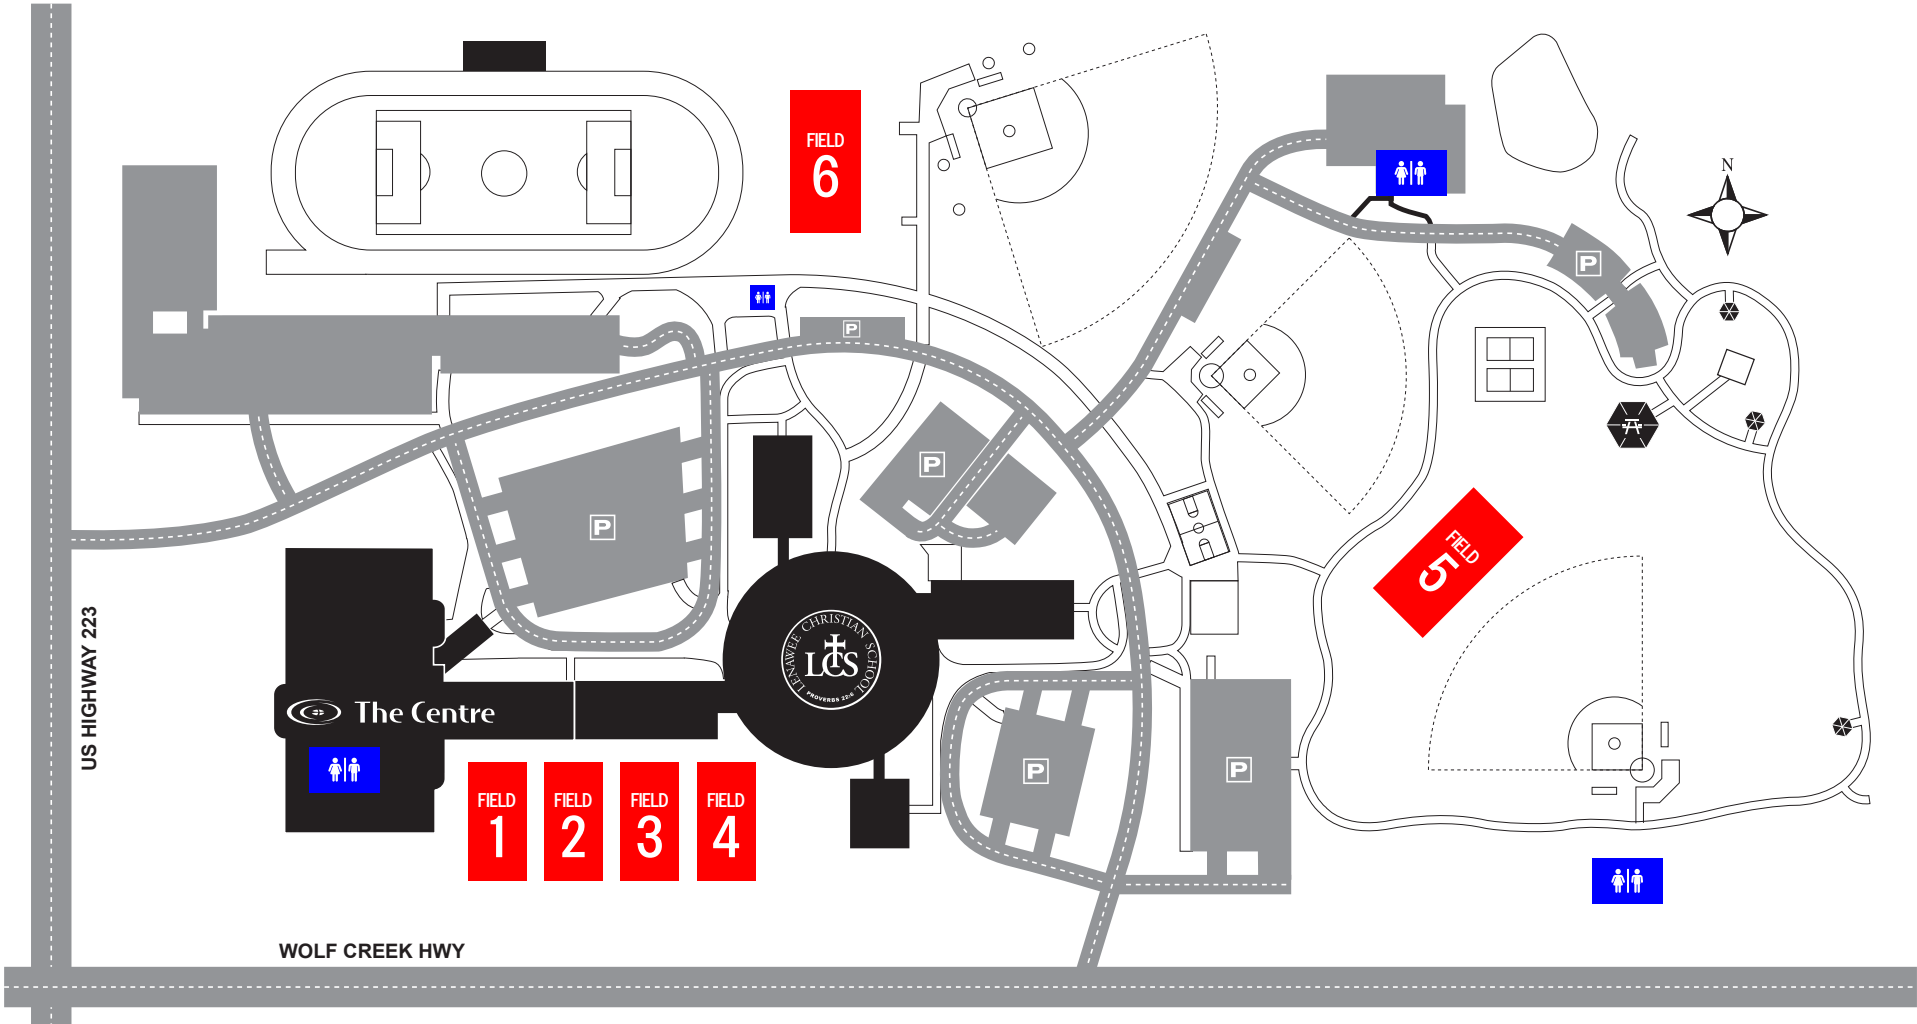 FIELD
6
N
P
P
P
P
FIELD
5
LENAWEE CHRISTIAN SCHOOL
LCS
PROVERBS 22:6
The Centre
US HIGHWAY 223
P
P
FIELD
1
FIELD
2
FIELD
3
FIELD
4
WOLF CREEK HWY